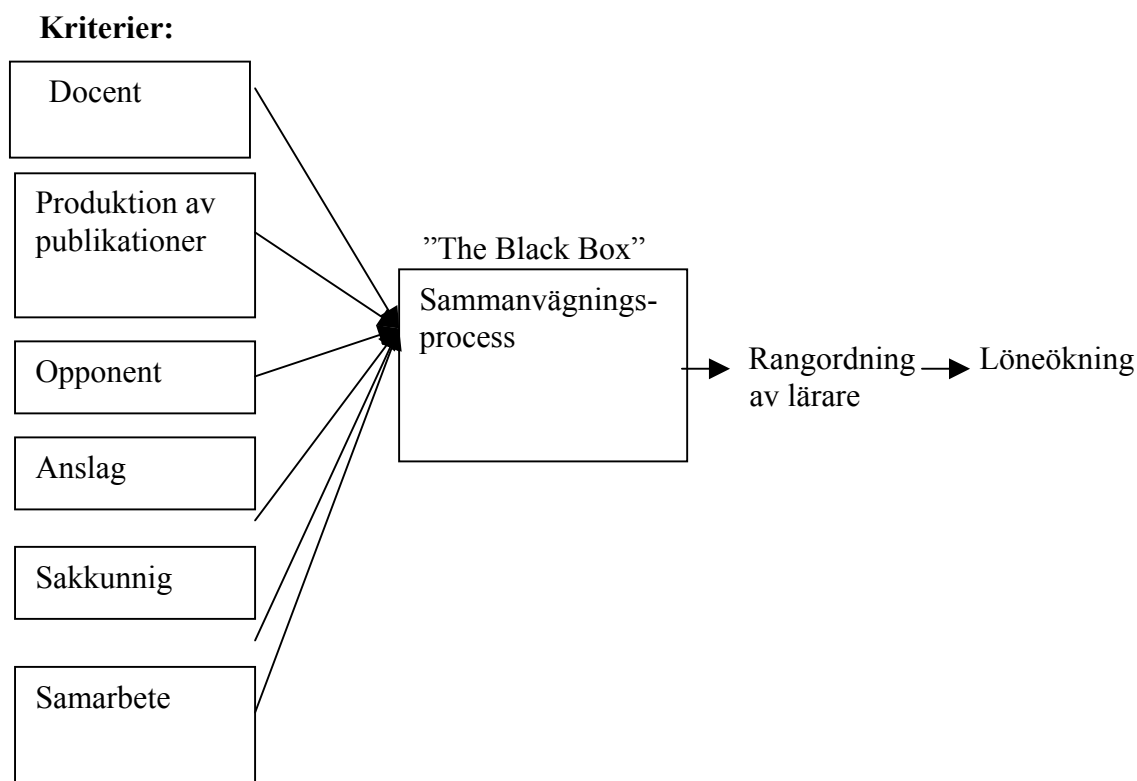 Kriterier:
Docent
Produktion av
publikationer
Opponent
Anslag
Sakkunnig
Samarbete
”The Black Box”
Sammanvägnings-
process
Rangordning
av lärare
Löneökning